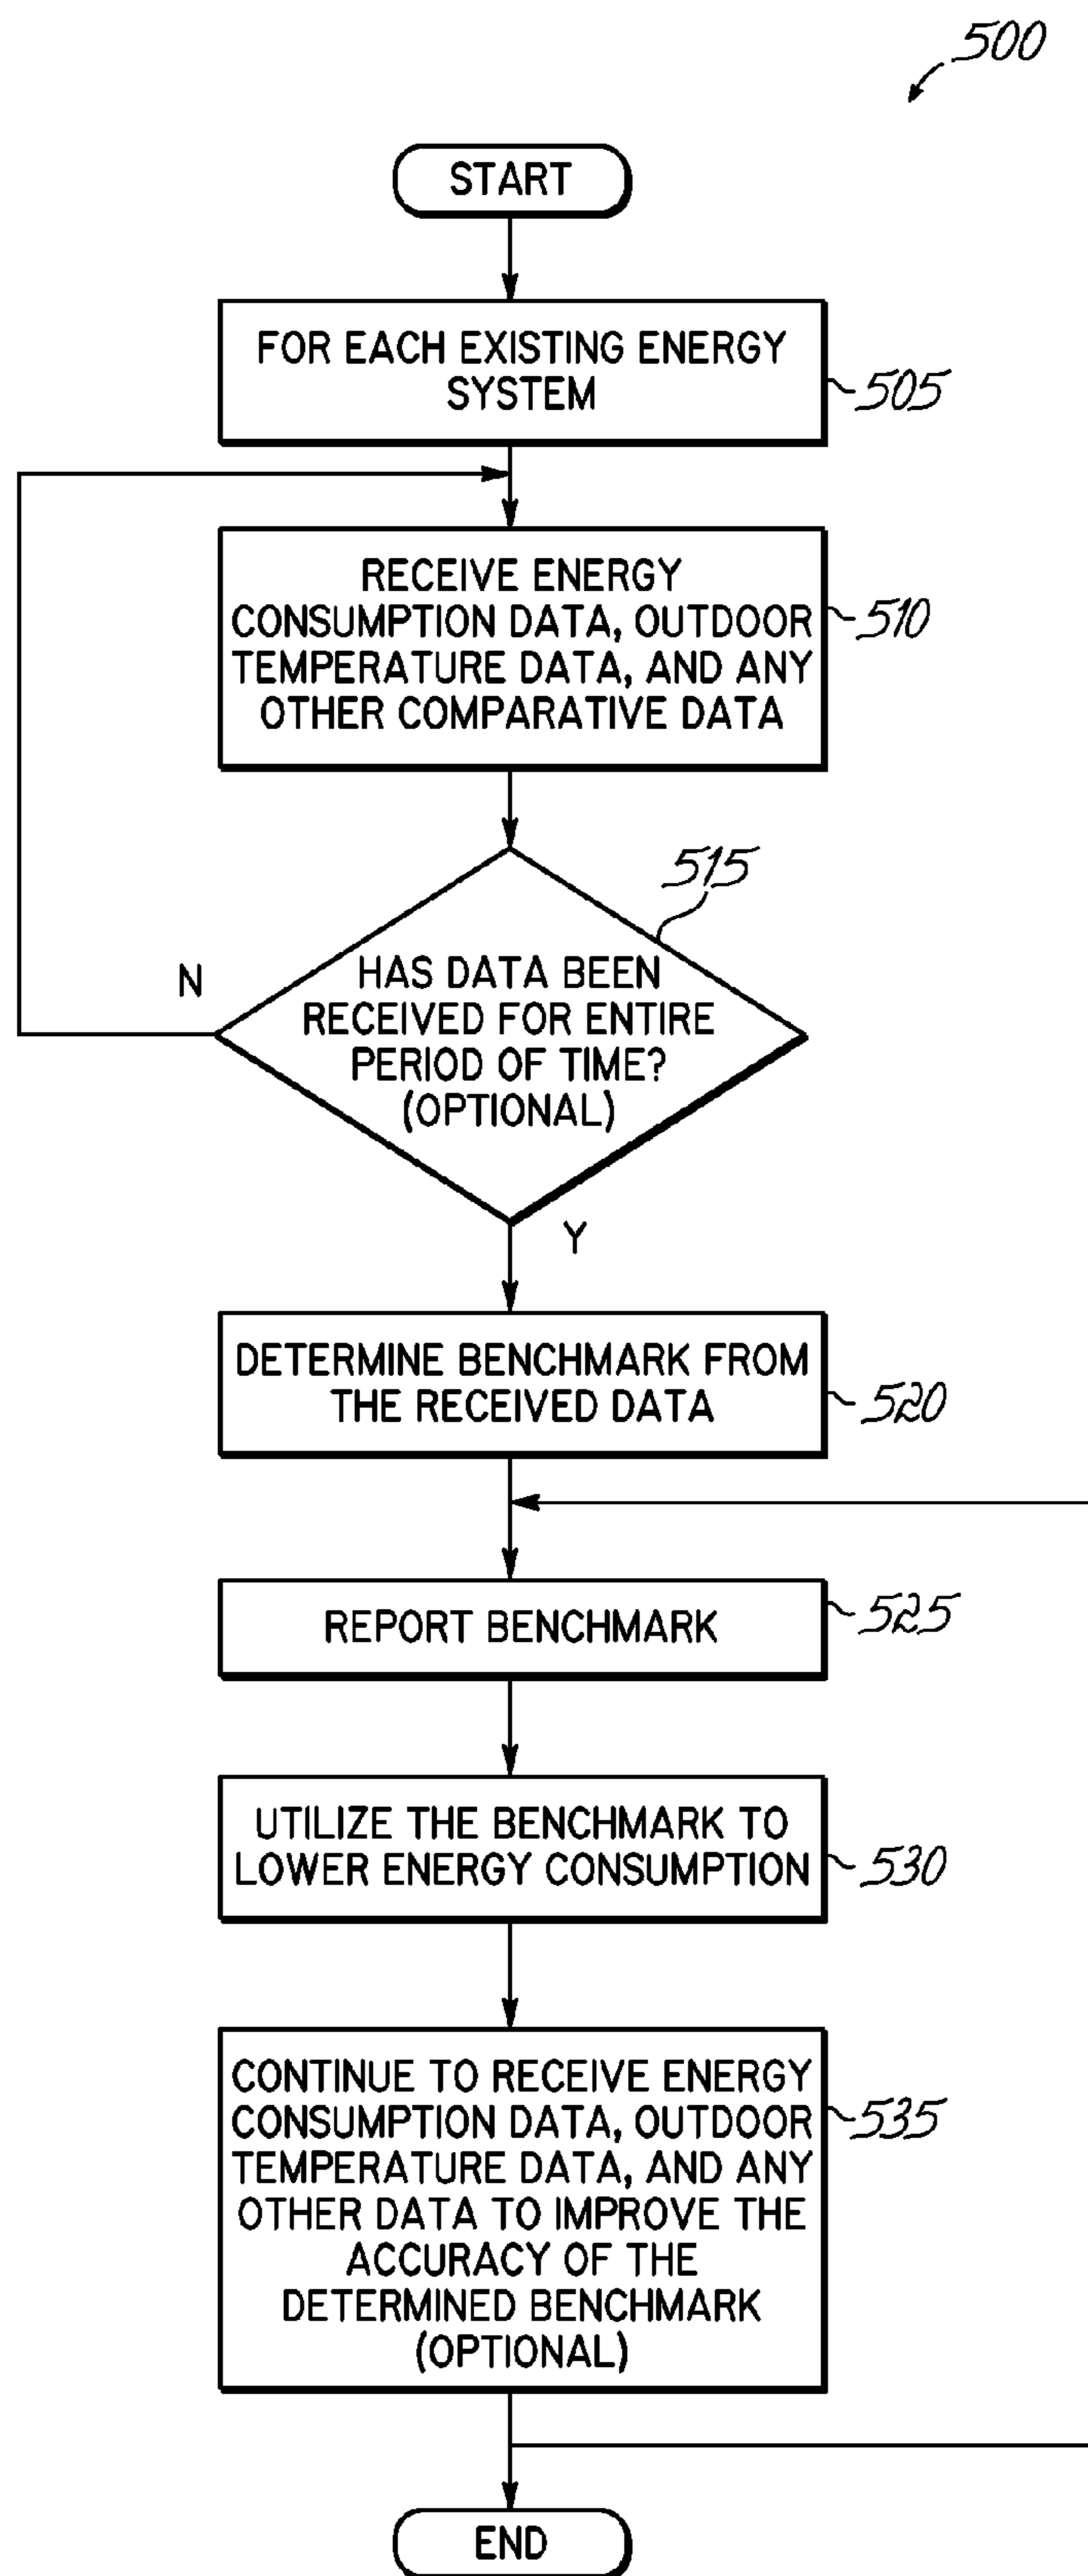 500
START
FOR EACH EXISTING ENERGY
SYSTEM
505
RECEIVE ENERGY
CONSUMPTION DATA, OUTDOOR
TEMPERATURE DATA, AND ANY
OTHER COMPARATIVE DATA
510
515
HAS DATA BEEN
RECEIVED FOR ENTIRE
PERIOD OF TIME?
(OPTIONAL)
N
Y
DETERMINE BENCHMARK FROM
THE RECEIVED DATA
520
REPORT BENCHMARK
525
UTILIZE THE BENCHMARK TO
LOWER ENERGY CONSUMPTION
530
CONTINUE TO RECEIVE ENERGY
CONSUMPTION DATA, OUTDOOR
TEMPERATURE DATA, AND ANY
OTHER DATA TO IMPROVE THE
ACCURACY OF THE
DETERMINED BENCHMARK
(OPTIONAL)
535
END